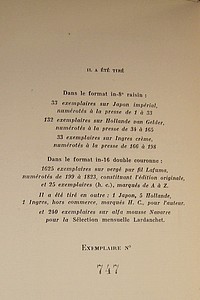 IL A ÉTÉ TIRÉ
Dans le format in-8° raisin :
33 exemplaires sur Japon impérial,
numérotés à la presse de 1 à 33
132 exemplaires sur Hollande van Gelder,
numérotés à la presse de 34 à 165
33 exemplaires sur Ingres crème,
numérotés à la presse de 166 à 198
Dans le format in-16 double couronne :
1625 exemplaires sur vergé par fil Lafuma,
numérotés de 199 à 1823, constituant l'édition originale,
et 25 exemplaires (h. c.), marqués de A à Z.
Il a été tiré en outre : 1 Japon, 5 Hollande,
1 Ingres, hors commerce, marqués H. C., pour l'auteur.
et 200 exemplaires sur alfa mousse Navarre
pour la Sélection mensuelle Lardanchet.
EXEMPLAIRE N°
747